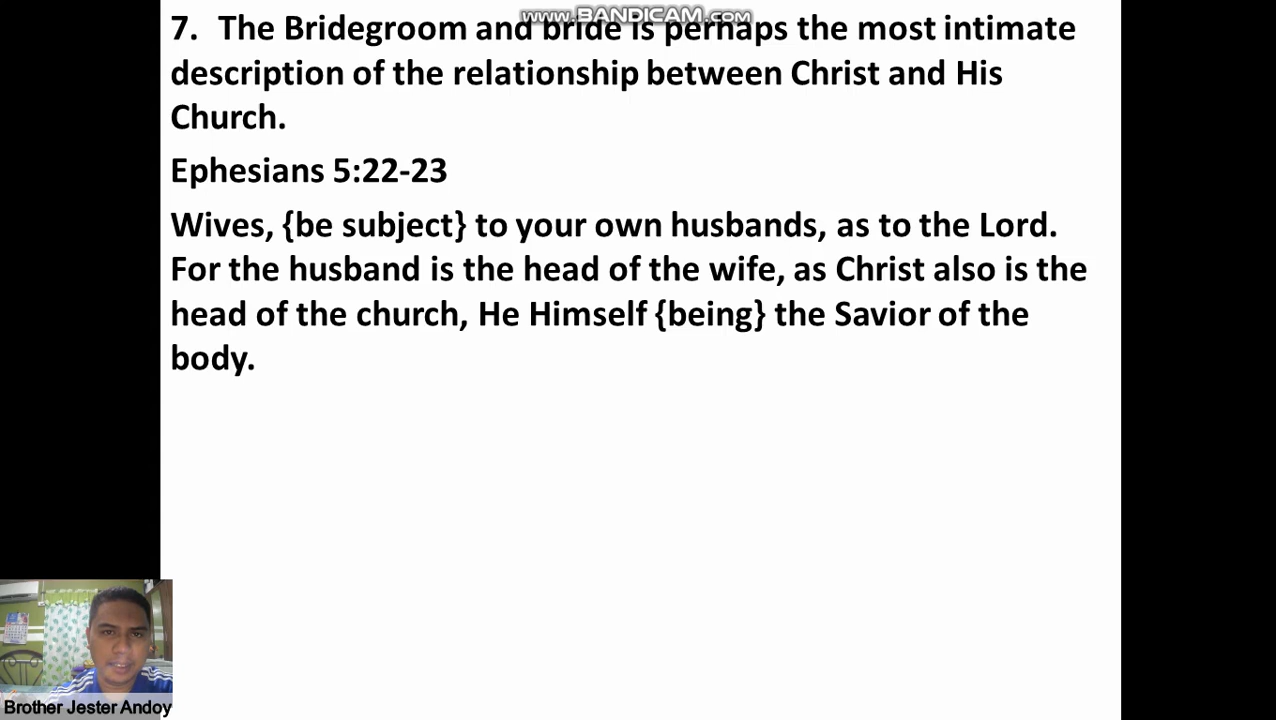 www.BANDICAM.com
7. The Bridegroom and bride is perhaps the most intimate
description of the relationship between Christ and His
Church.
Ephesians 5:22-23
Wives, {be subject} to your own husbands, as to the Lord.
For the husband is the head of the wife, as Christ also is the
head of the church, He Himself {being} the Savior of the
body.
Brother Jester Andoy